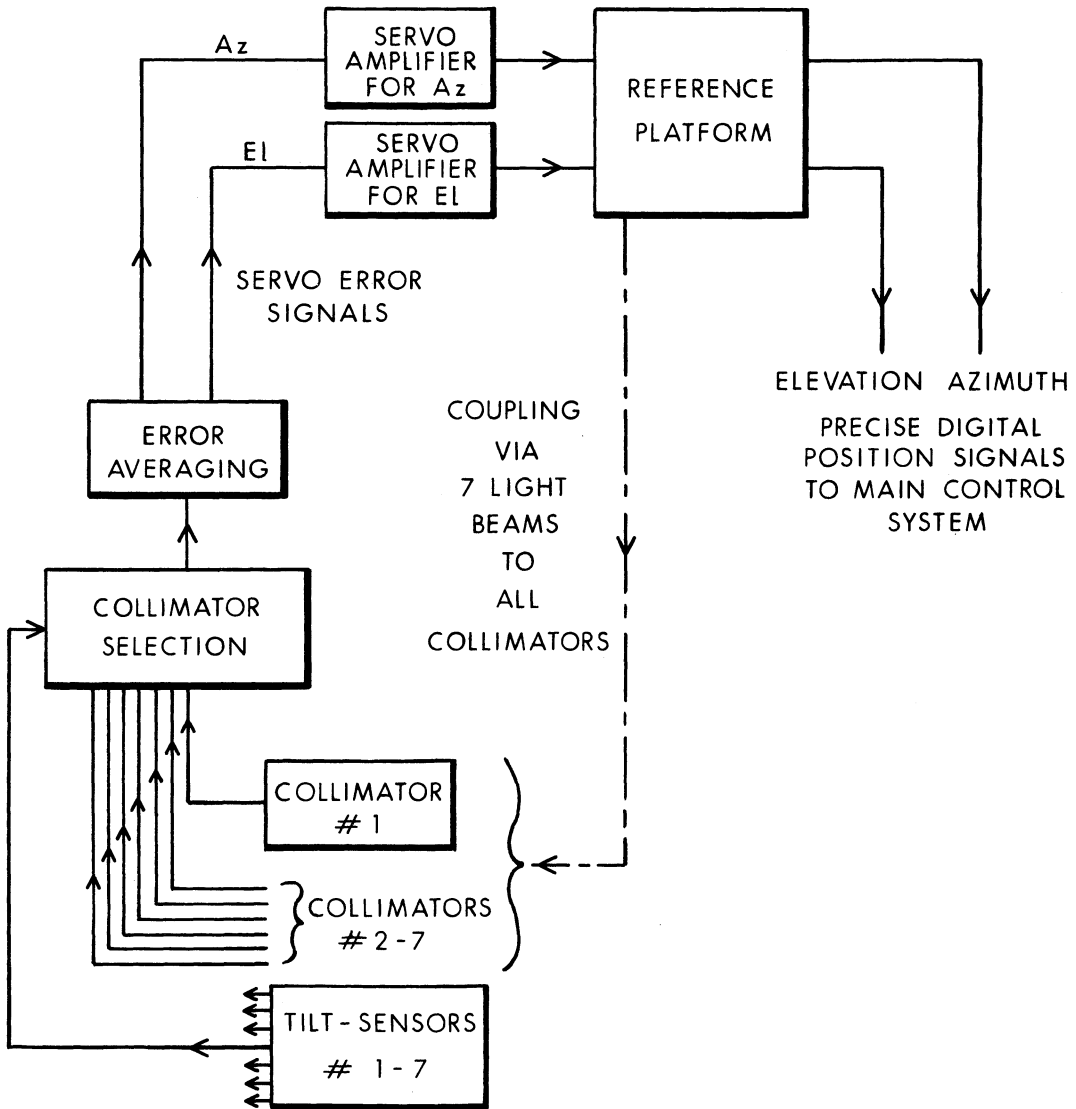 Az
SERVO
AMPLIFIER
FOR Az
El
SERVO
AMPLIFIER
FOR El
REFERENCE
PLATFORM
SERVO ERROR
SIGNALS
ELEVATION AZIMUTH
PRECISE DIGITAL
POSITION SIGNALS
TO MAIN CONTROL
SYSTEM
COUPLING
VIA
7 LIGHT
BEAMS
TO
ALL
COLLIMATORS
ERROR
AVERAGING
COLLIMATOR
SELECTION
COLLIMATOR
# 1
COLLIMATORS
# 2-7
TILT-SENSORS
# 1-7